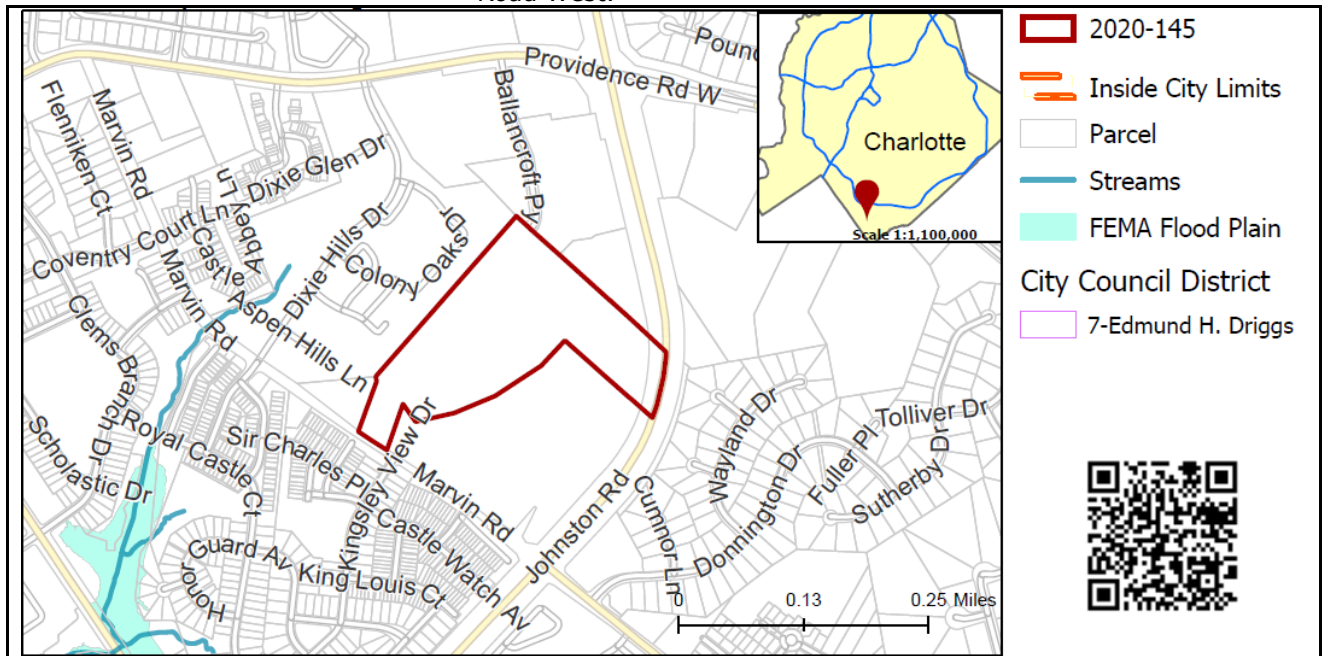 Road West.
Providence Rd W
Ballancroft Py
Flenniken Ct
Marvin Rd
Dixie Glen Dr
Abbey Ln
Coventry Court Ln
Castle
Marvin Rd
Aspen Hills Ln
Dixie Hills Dr
Colony Oaks
Dr
Clems Branch Dr
Scholastic Dr
Royal Castle Ct
Sir Charles Pl
Kingsley View Dr
Marvin Rd
Castle Watch Av
Guard Av
King Louis Ct
Honor
Johnston Rd
Cumnor Ln
Donnington Dr
Wayland Dr
Fuller Pl
Tolliver Dr
Sutherby Dr
0 0.13 0.25 Miles
Charlotte
Scale 1:1,100,000
2020-145
Inside City Limits
Parcel
Streams
FEMA Flood Plain
City Council District
7-Edmund H. Driggs